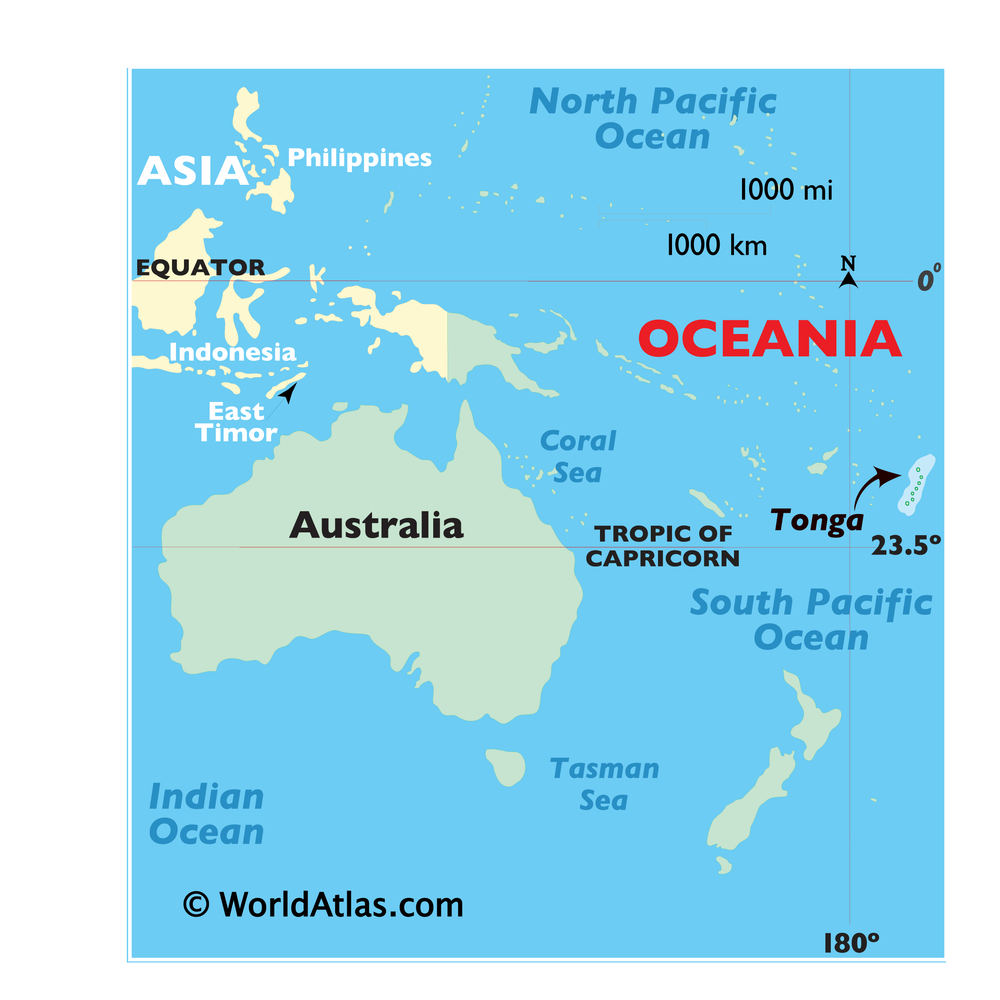 North Pacific
Ocean
ASIA
Philippines
1000 mi
1000 km
EQUATOR
N
0°
OCEANIA
Indonesia
East
Timor
Coral
Sea
Australia
Tonga
TROPIC OF
CAPRICORN
23.5°
South Pacific
Ocean
Tasman
Sea
Indian
Ocean
© WorldAtlas.com
180°